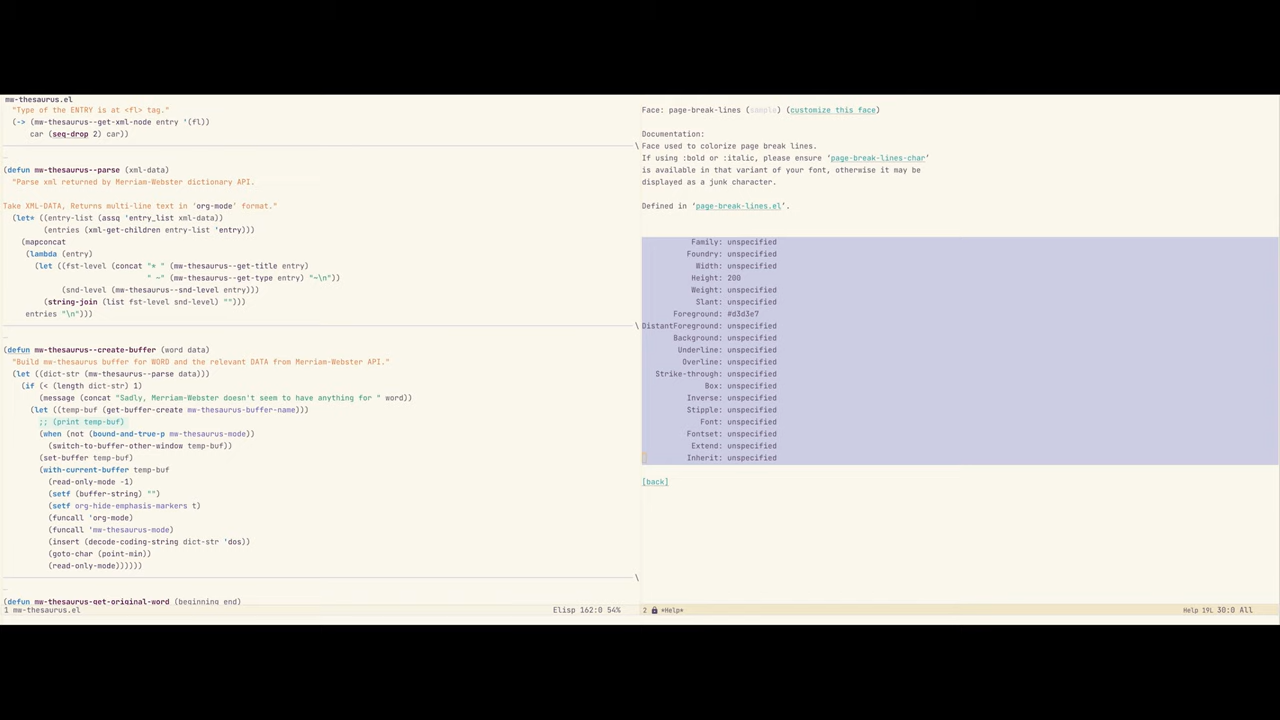 mw-thesaurus.el
"Type of the ENTRY is at <fl> tag."
(-> (mw-thesaurus--get-xml-node entry '(fl))
car (seq-drop 2) car))
\
(defun mw-thesaurus--parse (xml-data)
"Parse xml returned by Merriam-Webster dictionary API.
Take XML-DATA, Returns multi-line text in ‘org-mode’ format."
(let* ((entry-list (assq 'entry_list xml-data))
(entries (xml-get-children entry-list 'entry)))
(mapconcat
(lambda (entry)
(let ((fst-level (concat "* " (mw-thesaurus--get-title entry)
" ~" (mw-thesaurus--get-type entry) "~\n"))
(snd-level (mw-thesaurus--snd-level entry)))
(string-join (list fst-level snd-level) "")))
entries "\n")))
\
(defun mw-thesaurus--create-buffer (word data)
"Build mw-thesaurus buffer for WORD and the relevant DATA from Merriam-Webster API."
(let ((dict-str (mw-thesaurus--parse data)))
(if (< (length dict-str) 1)
(message (concat "Sadly, Merriam-Webster doesn't seem to have anything for " word))
(let ((temp-buf (get-buffer-create mw-thesaurus-buffer-name)))
;; (print temp-buf)
(when (not (bound-and-true-p mw-thesaurus-mode))
(switch-to-buffer-other-window temp-buf))
(set-buffer temp-buf)
(with-current-buffer temp-buf
(read-only-mode -1)
(setf (buffer-string) "")
(setf org-hide-emphasis-markers t)
(funcall 'org-mode)
(funcall 'mw-thesaurus-mode)
(insert (decode-coding-string dict-str 'dos))
(goto-char (point-min))
(read-only-mode))))))
\
(defun mw-thesaurus-get-original-word (beginning end)
1 mw-thesaurus.el Elisp 162:0 54%
Face: page-break-lines (sample) (customize this face)
Documentation:
Face used to colorize page break lines.
If using :bold or :italic, please ensure ‘page-break-lines-char’
is available in that variant of your font, otherwise it may be
displayed as a junk character.
Defined in ‘page-break-lines.el’.
Family: unspecified
Foundry: unspecified
Width: unspecified
Height: 200
Weight: unspecified
Slant: unspecified
Foreground: #d3d3e7
DistantForeground: unspecified
Background: unspecified
Underline: unspecified
Overline: unspecified
Strike-through: unspecified
Box: unspecified
Inverse: unspecified
Stipple: unspecified
Font: unspecified
Fontset: unspecified
Extend: unspecified
Inherit: unspecified
[back]
2 *Help* Help 19L 30:0 All